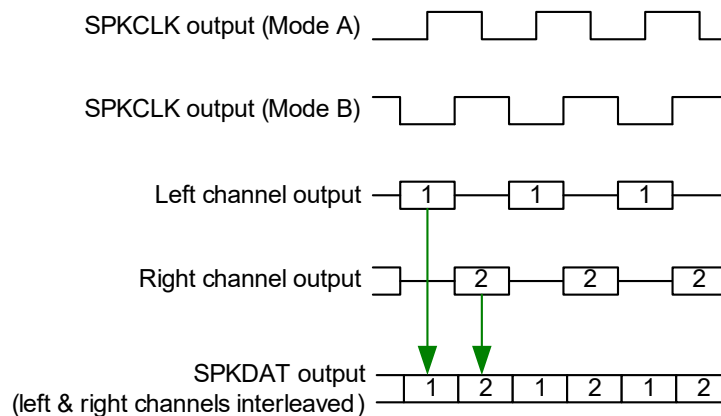 SPKCLK output (Mode A)
SPKCLK output (Mode B)
Left channel output 1 1 1
Right channel output 2 2 2
SPKDAT output
(left & right channels interleaved) 1 2 1 2 1 2